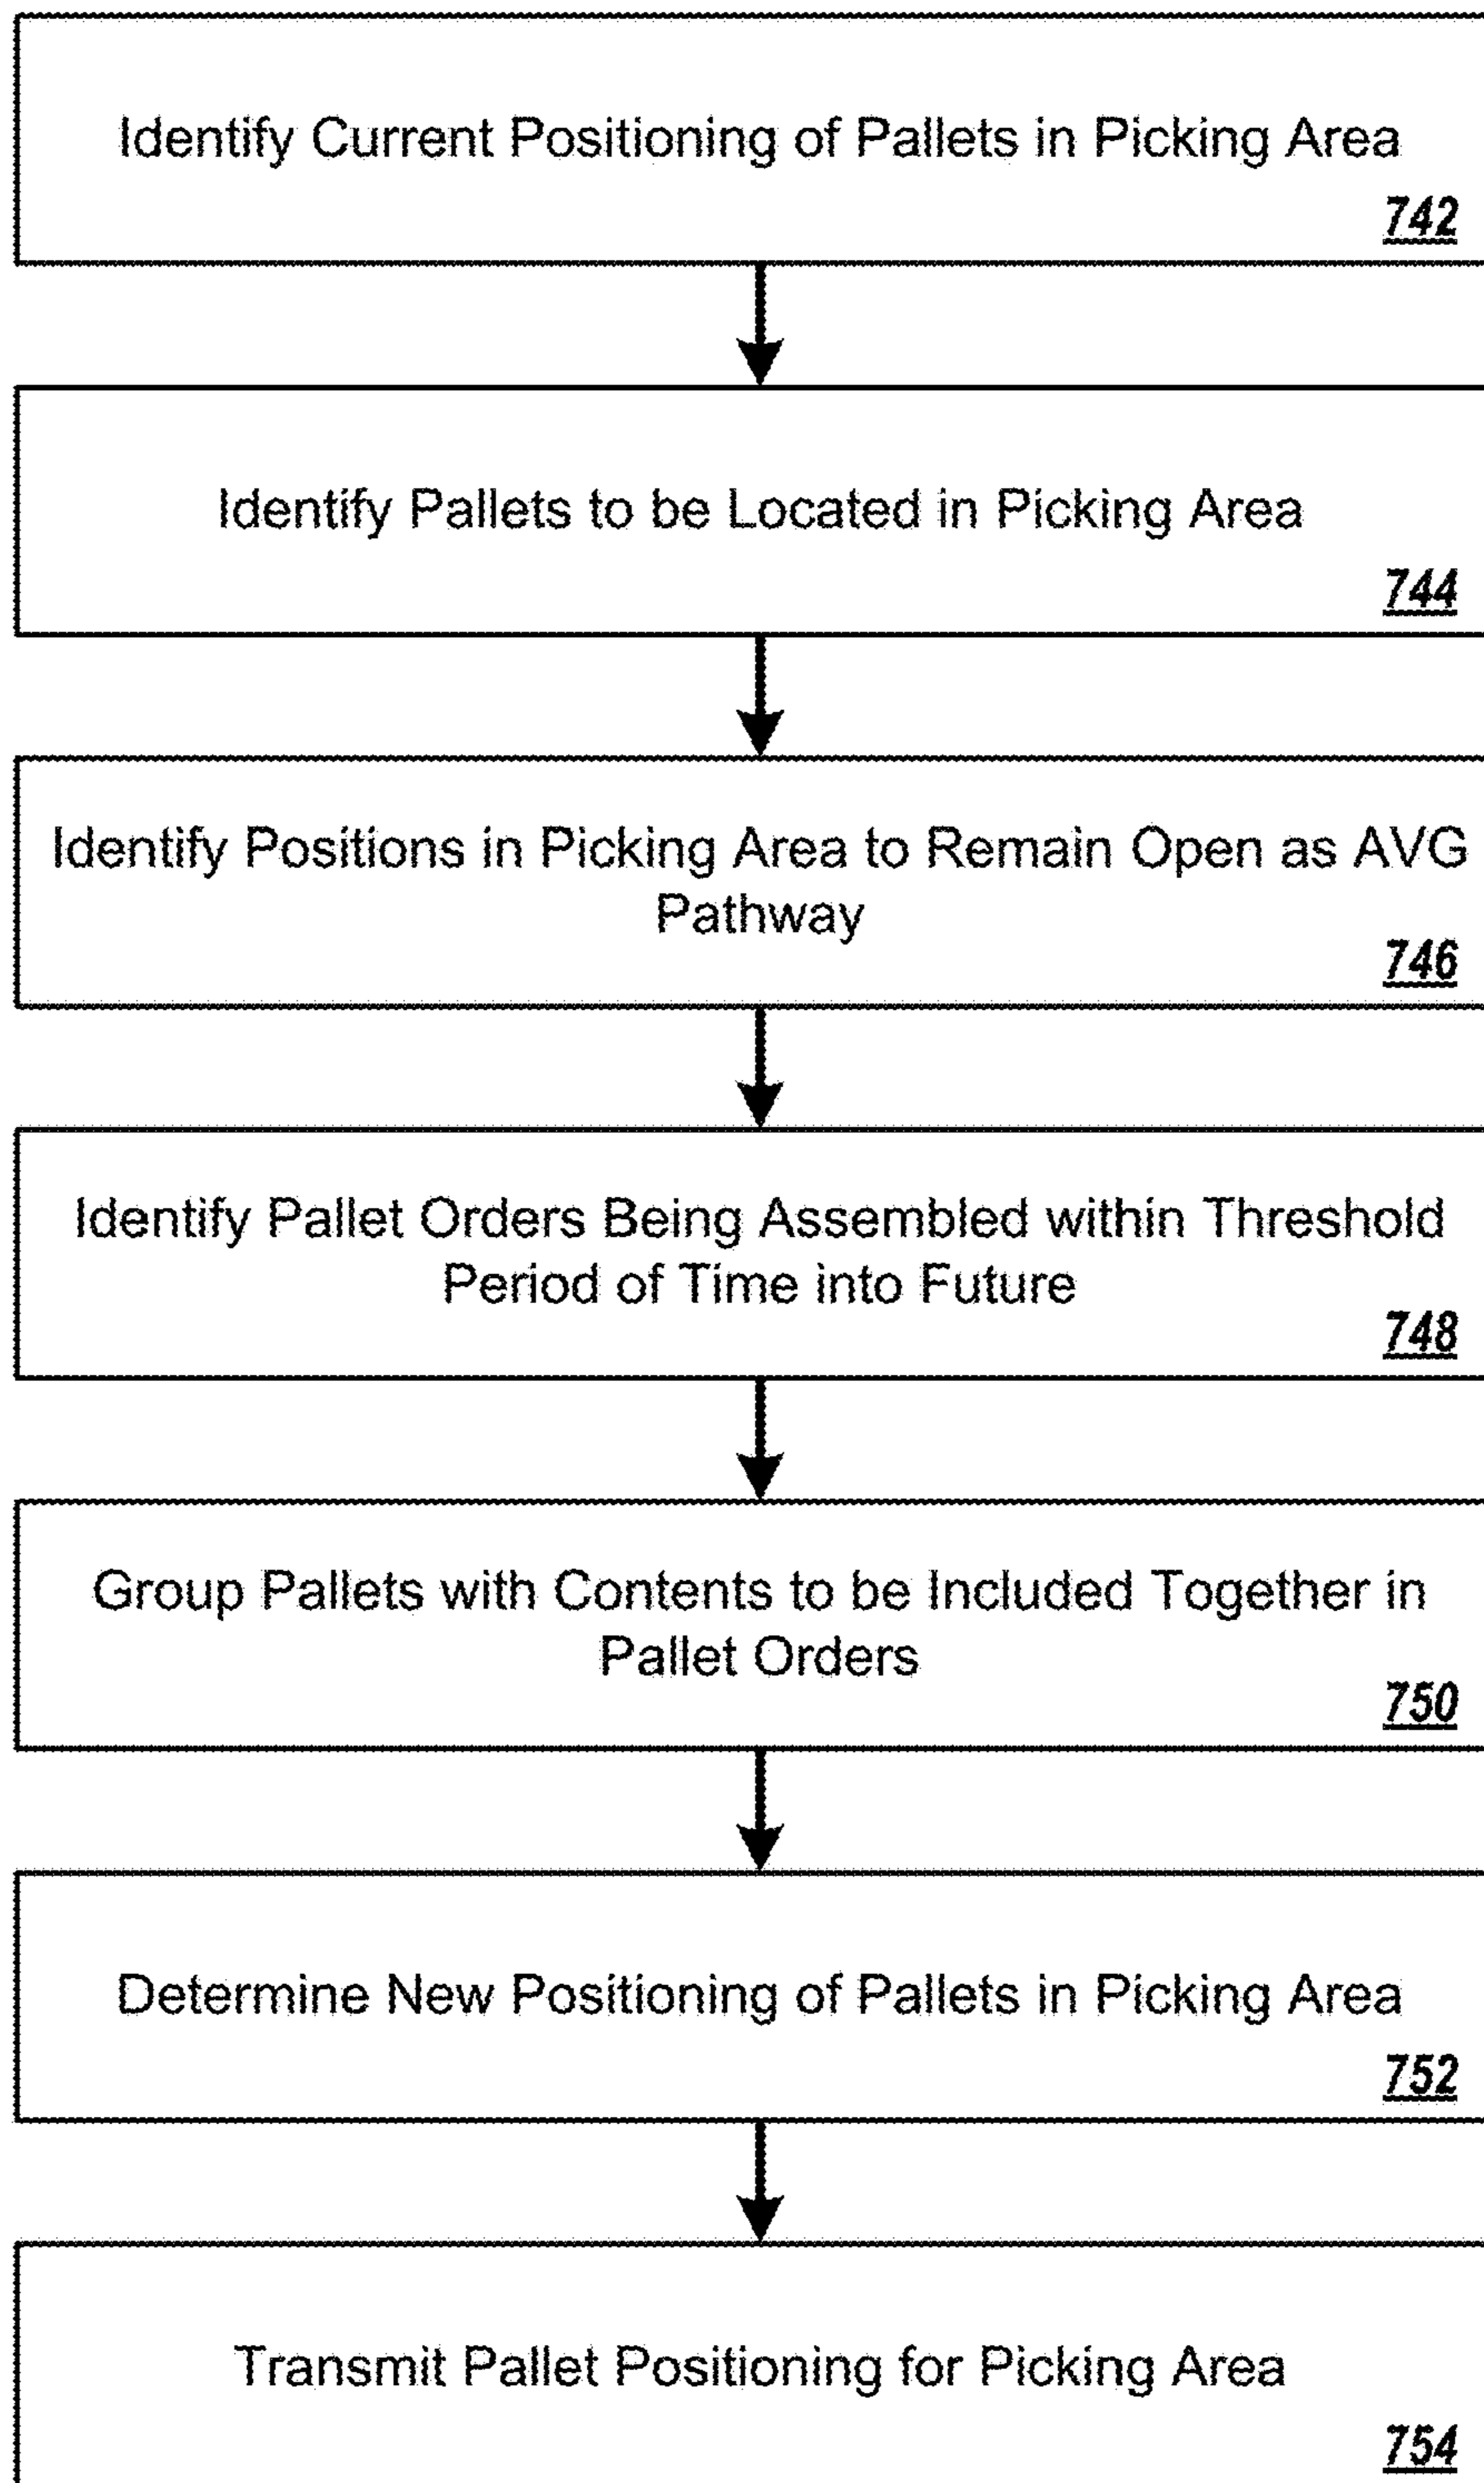 Identify Current Positioning of Pallets in Picking Area
742
Identify Pallets to be Located in Picking Area
744
Identify Positions in Picking Area to Remain Open as AVG
Pathway
746
Identify Pallet Orders Being Assembled within Threshold
Period of Time into Future
748
Group Pallets with Contents to be Included Together in
Pallet Orders
750
Determine New Positioning of Pallets in Picking Area
752
Transmit Pallet Positioning for Picking Area
754